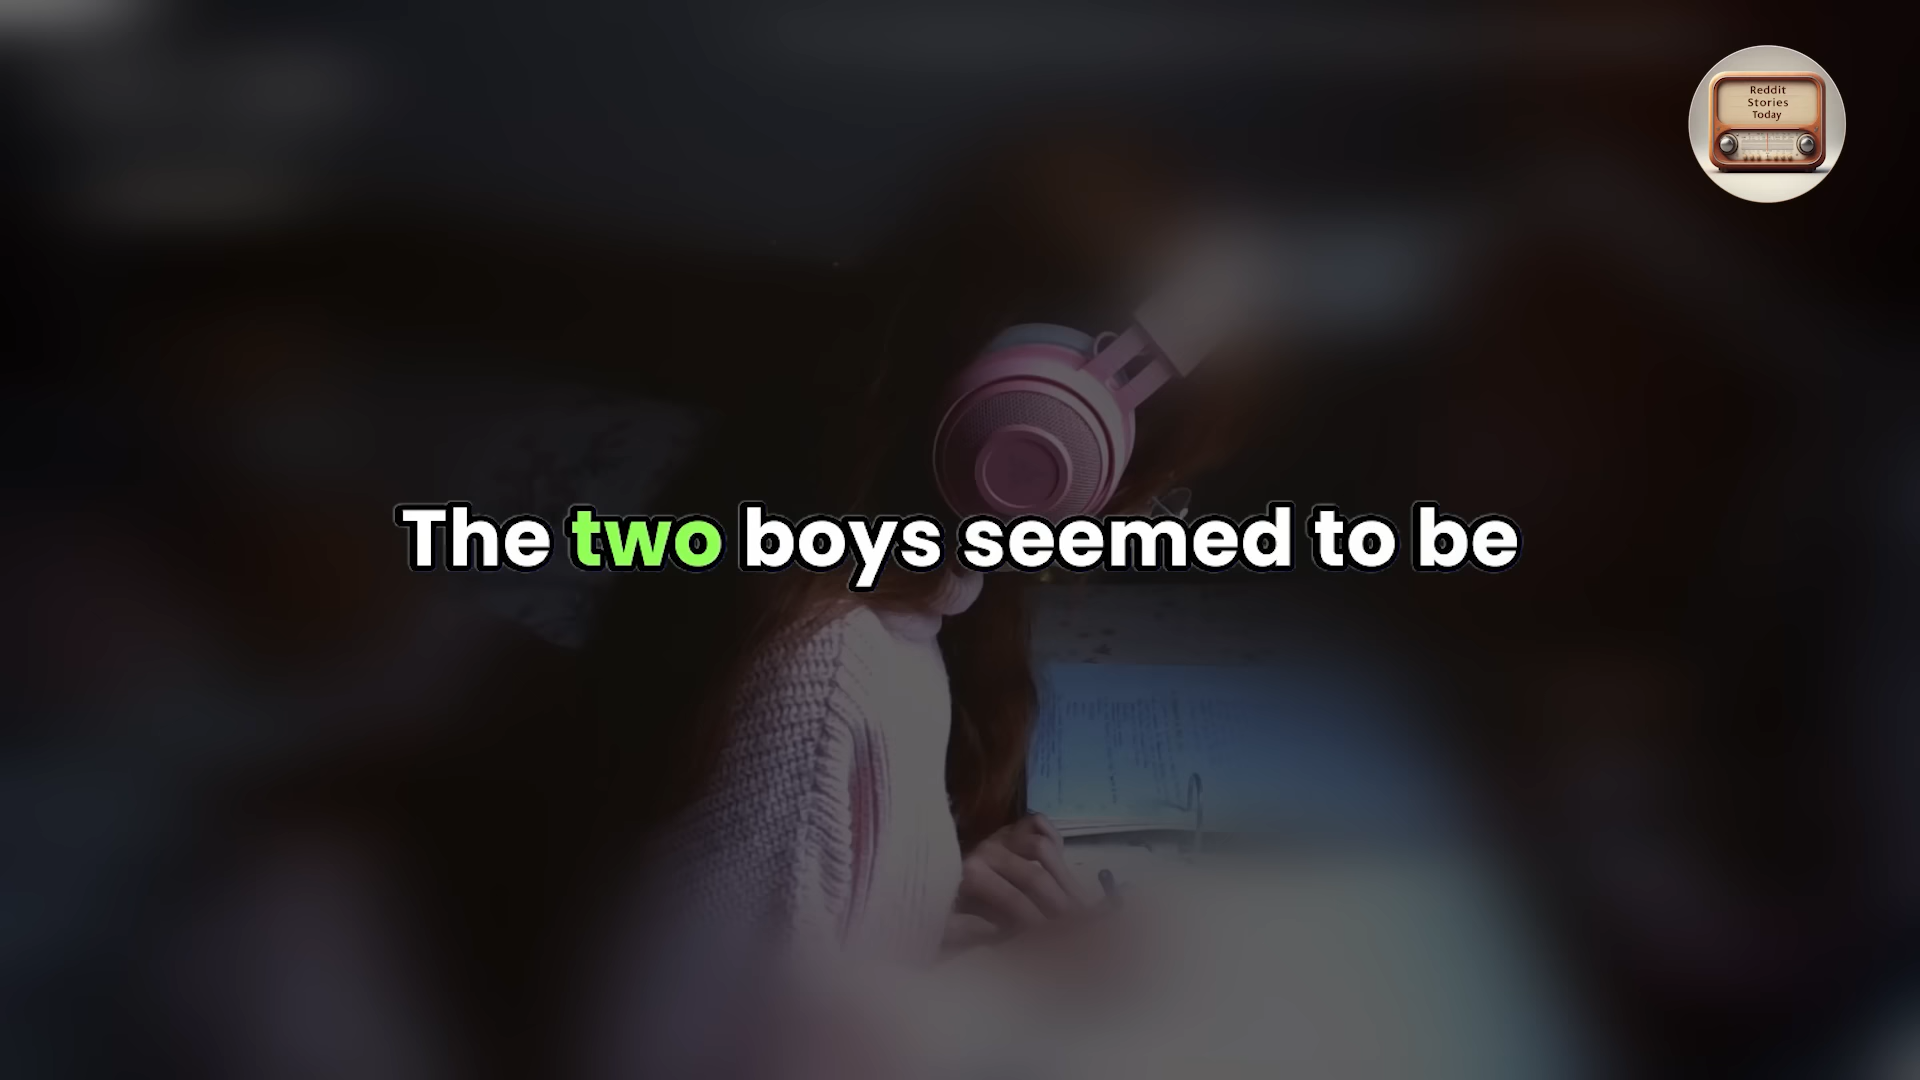 Reddit
Stories
Today
The two boys seemed to be